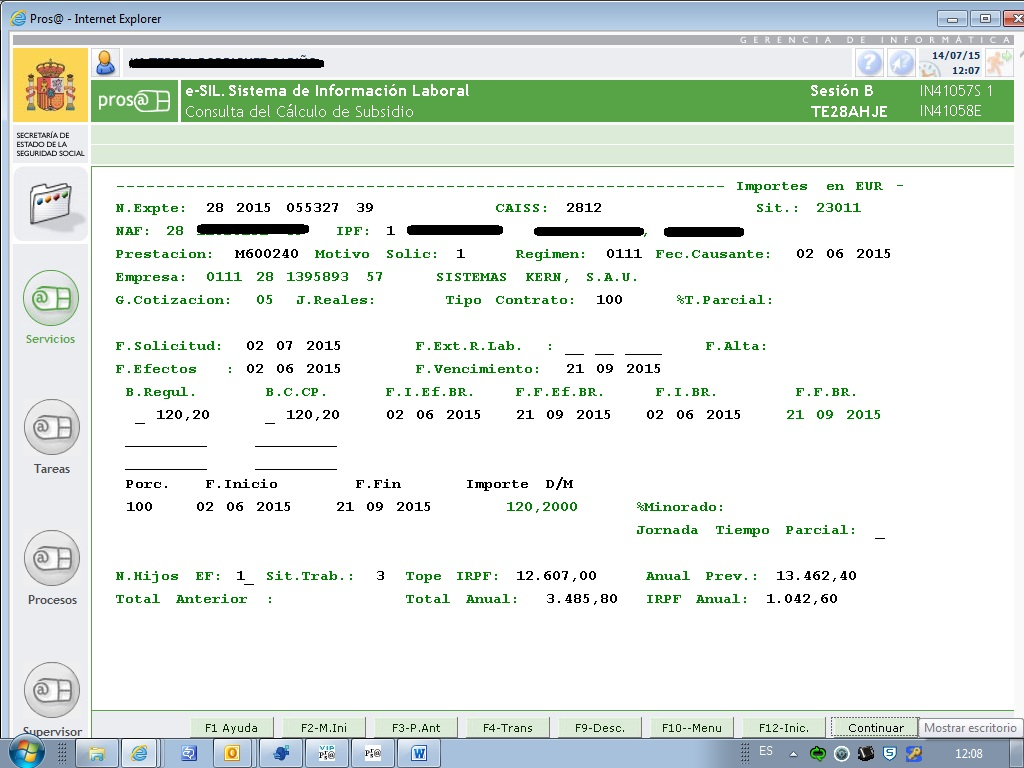 Pros@ - Internet Explorer
GERENCIA DE INFORMÁTICA
14/07/15
12:07
pros@
e-SIL. Sistema de Información Laboral
Consulta del Cálculo de Subsidio
Sesión B IN41057S 1
TE28AHJE IN41058E
SECRETARÍA DE
ESTADO DE LA
SEGURIDAD SOCIAL
Servicios
Tareas
Procesos
Supervisor
------------------------------------------------------------- Importes en EUR -
N.Expte: 28 2015 055327 39 CAISS: 2812 Sit.: 23011
NAF: 28 IPF: 1 ,
Prestacion: M600240 Motivo Solic: 1 Regimen: 0111 Fec.Causante: 02 06 2015
Empresa: 0111 28 1395893 57 SISTEMAS KERN, S.A.U.
G.Cotizacion: 05 J.Reales: Tipo Contrato: 100 %T.Parcial:
F.Solicitud: 02 07 2015 F.Ext.R.Lab. : __ __ ____ F.Alta:
F.Efectos : 02 06 2015 F.Vencimiento: 21 09 2015
B.Regul. B.C.CP. F.I.Ef.BR. F.F.Ef.BR. F.I.BR. F.F.BR.
_ 120,20 _ 120,20 02 06 2015 21 09 2015 02 06 2015 21 09 2015
Porc. F.Inicio F.Fin Importe D/M
100 02 06 2015 21 09 2015 120,2000 %Minorado:
Jornada Tiempo Parcial: _
N.Hijos EF: 1_ Sit.Trab.: 3 Tope IRPF: 12.607,00 Anual Prev.: 13.462,40
Total Anterior : Total Anual: 3.485,80 IRPF Anual: 1.042,60
F1 Ayuda F2-M.Ini F3-P.Ant F4-Trans F9-Desc. F10--Menu F12-Inic. Continuar Mostrar escritorio
ES 12:08